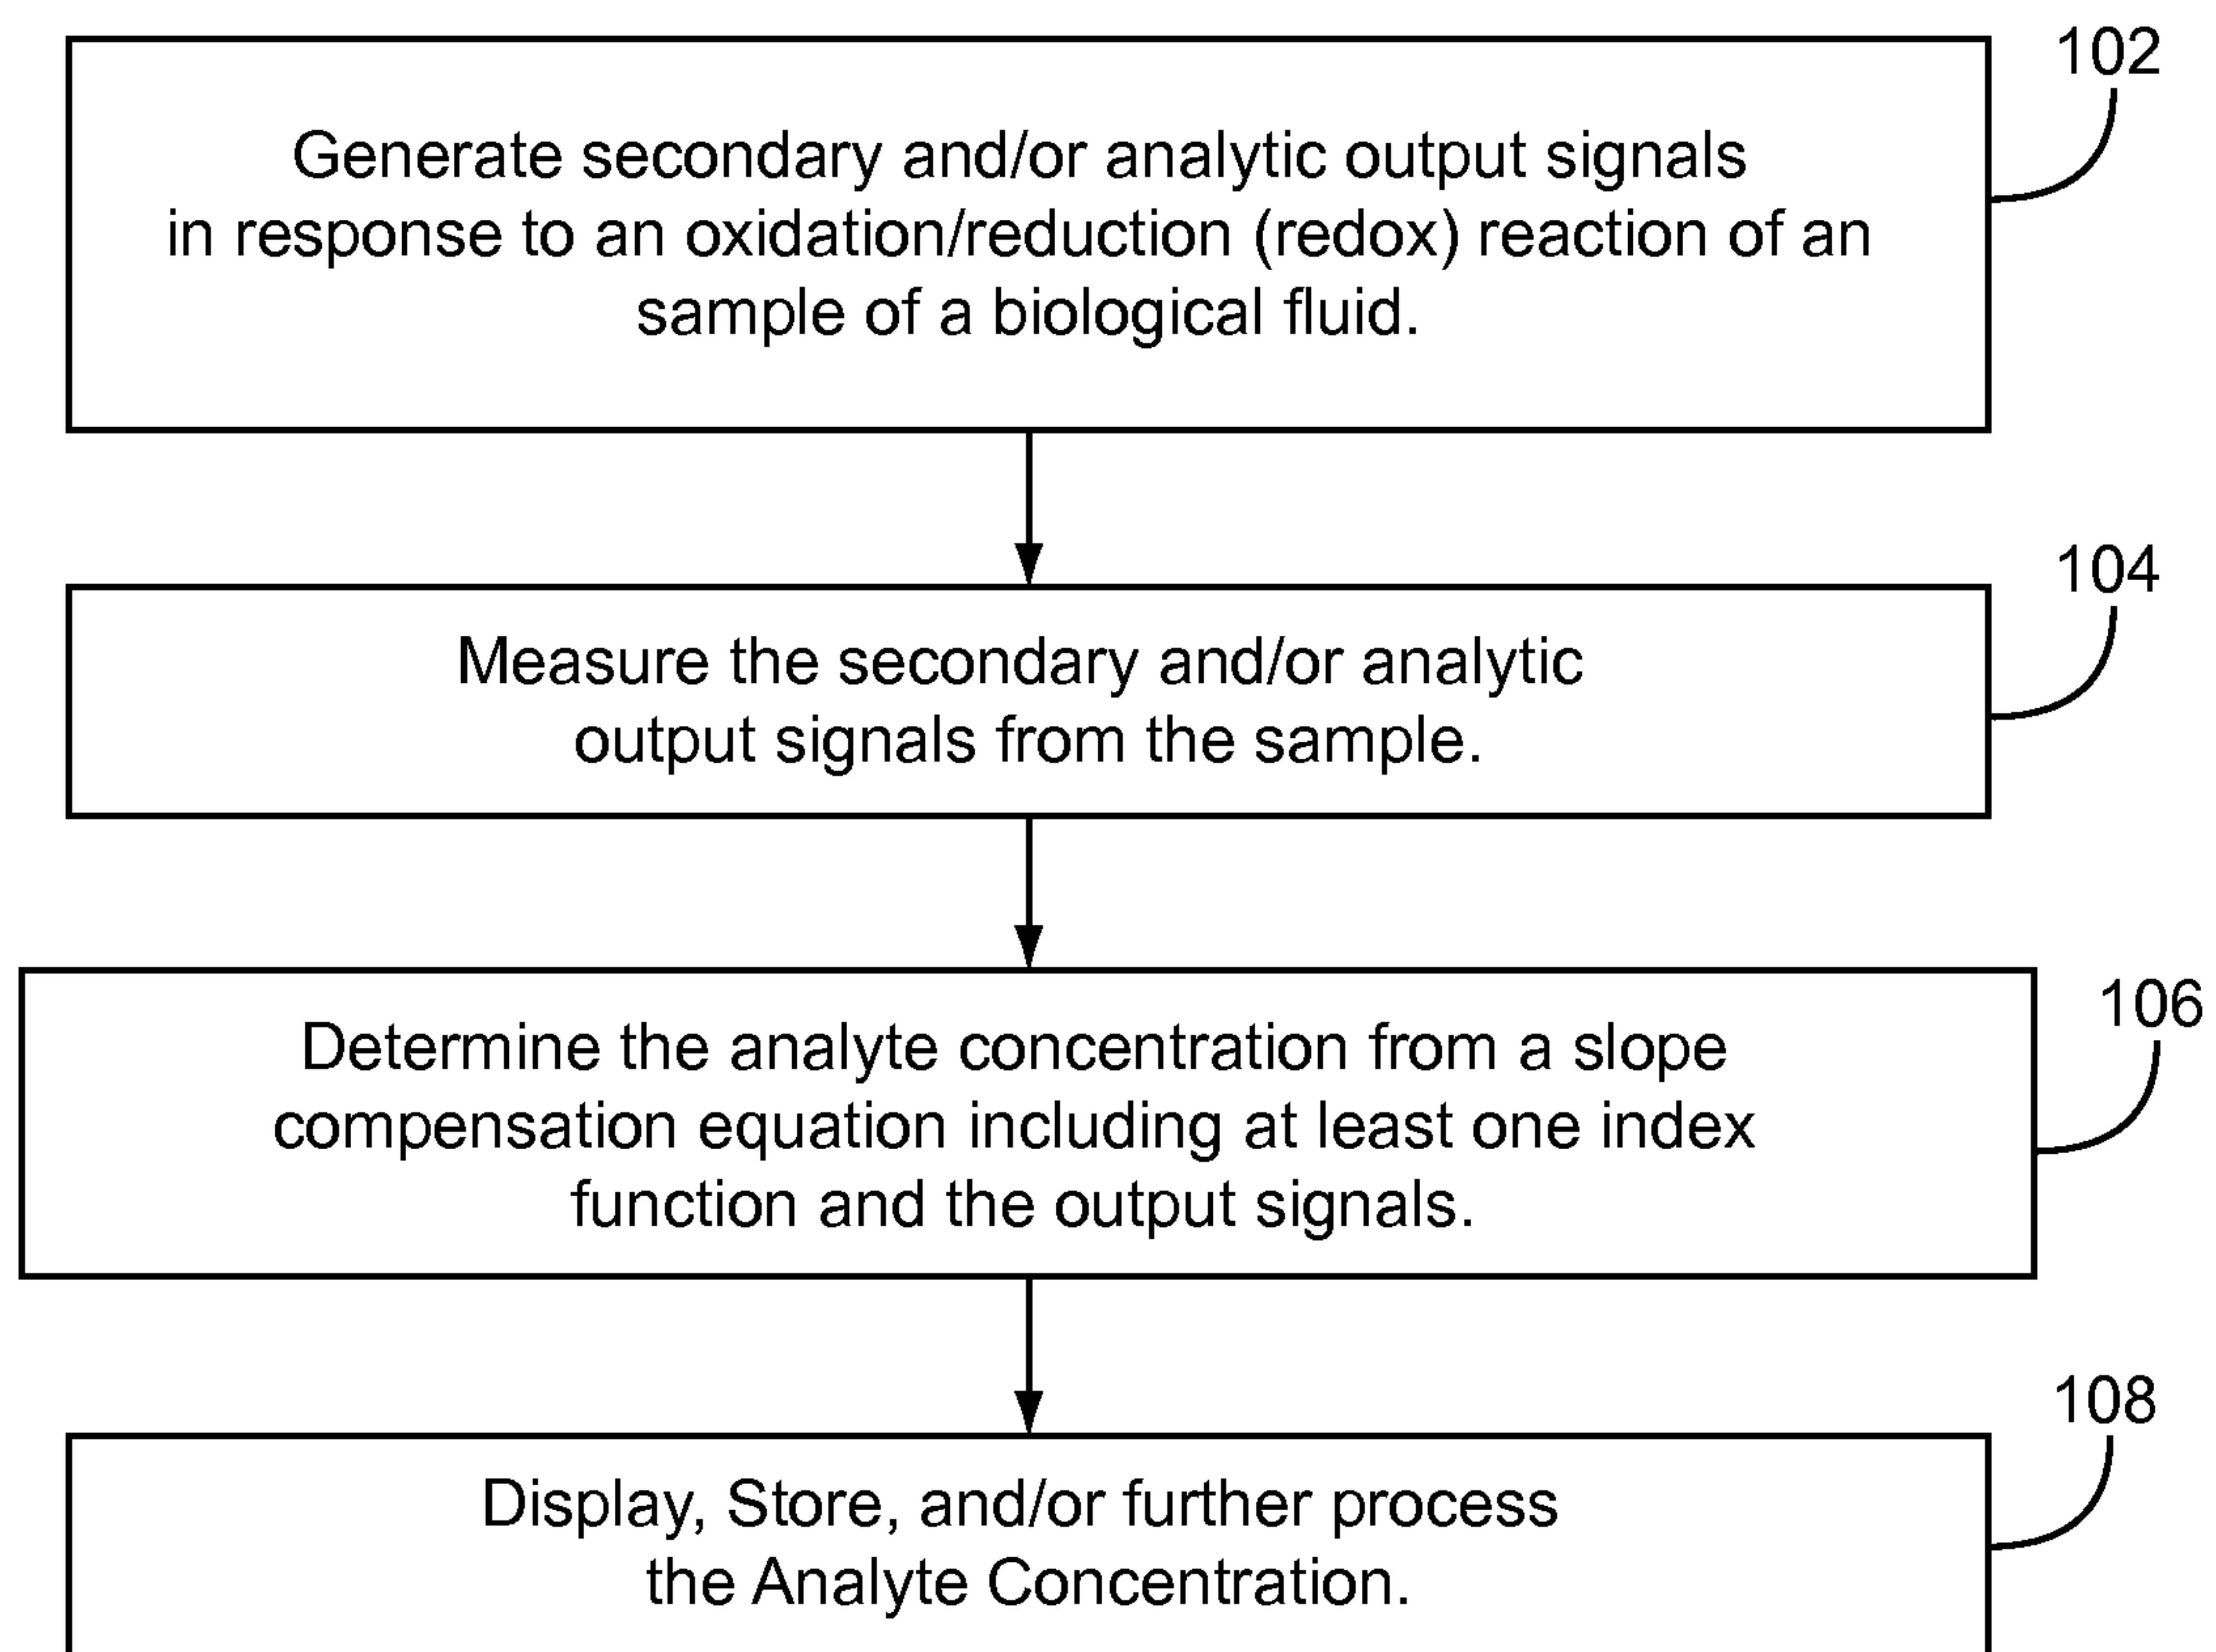 102
Generate secondary and/or analytic output signals
in response to an oxidation/reduction (redox) reaction of an
sample of a biological fluid.
104
Measure the secondary and/or analytic
output signals from the sample.
106
Determine the analyte concentration from a slope
compensation equation including at least one index
function and the output signals.
108
Display, Store, and/or further process
the Analyte Concentration.